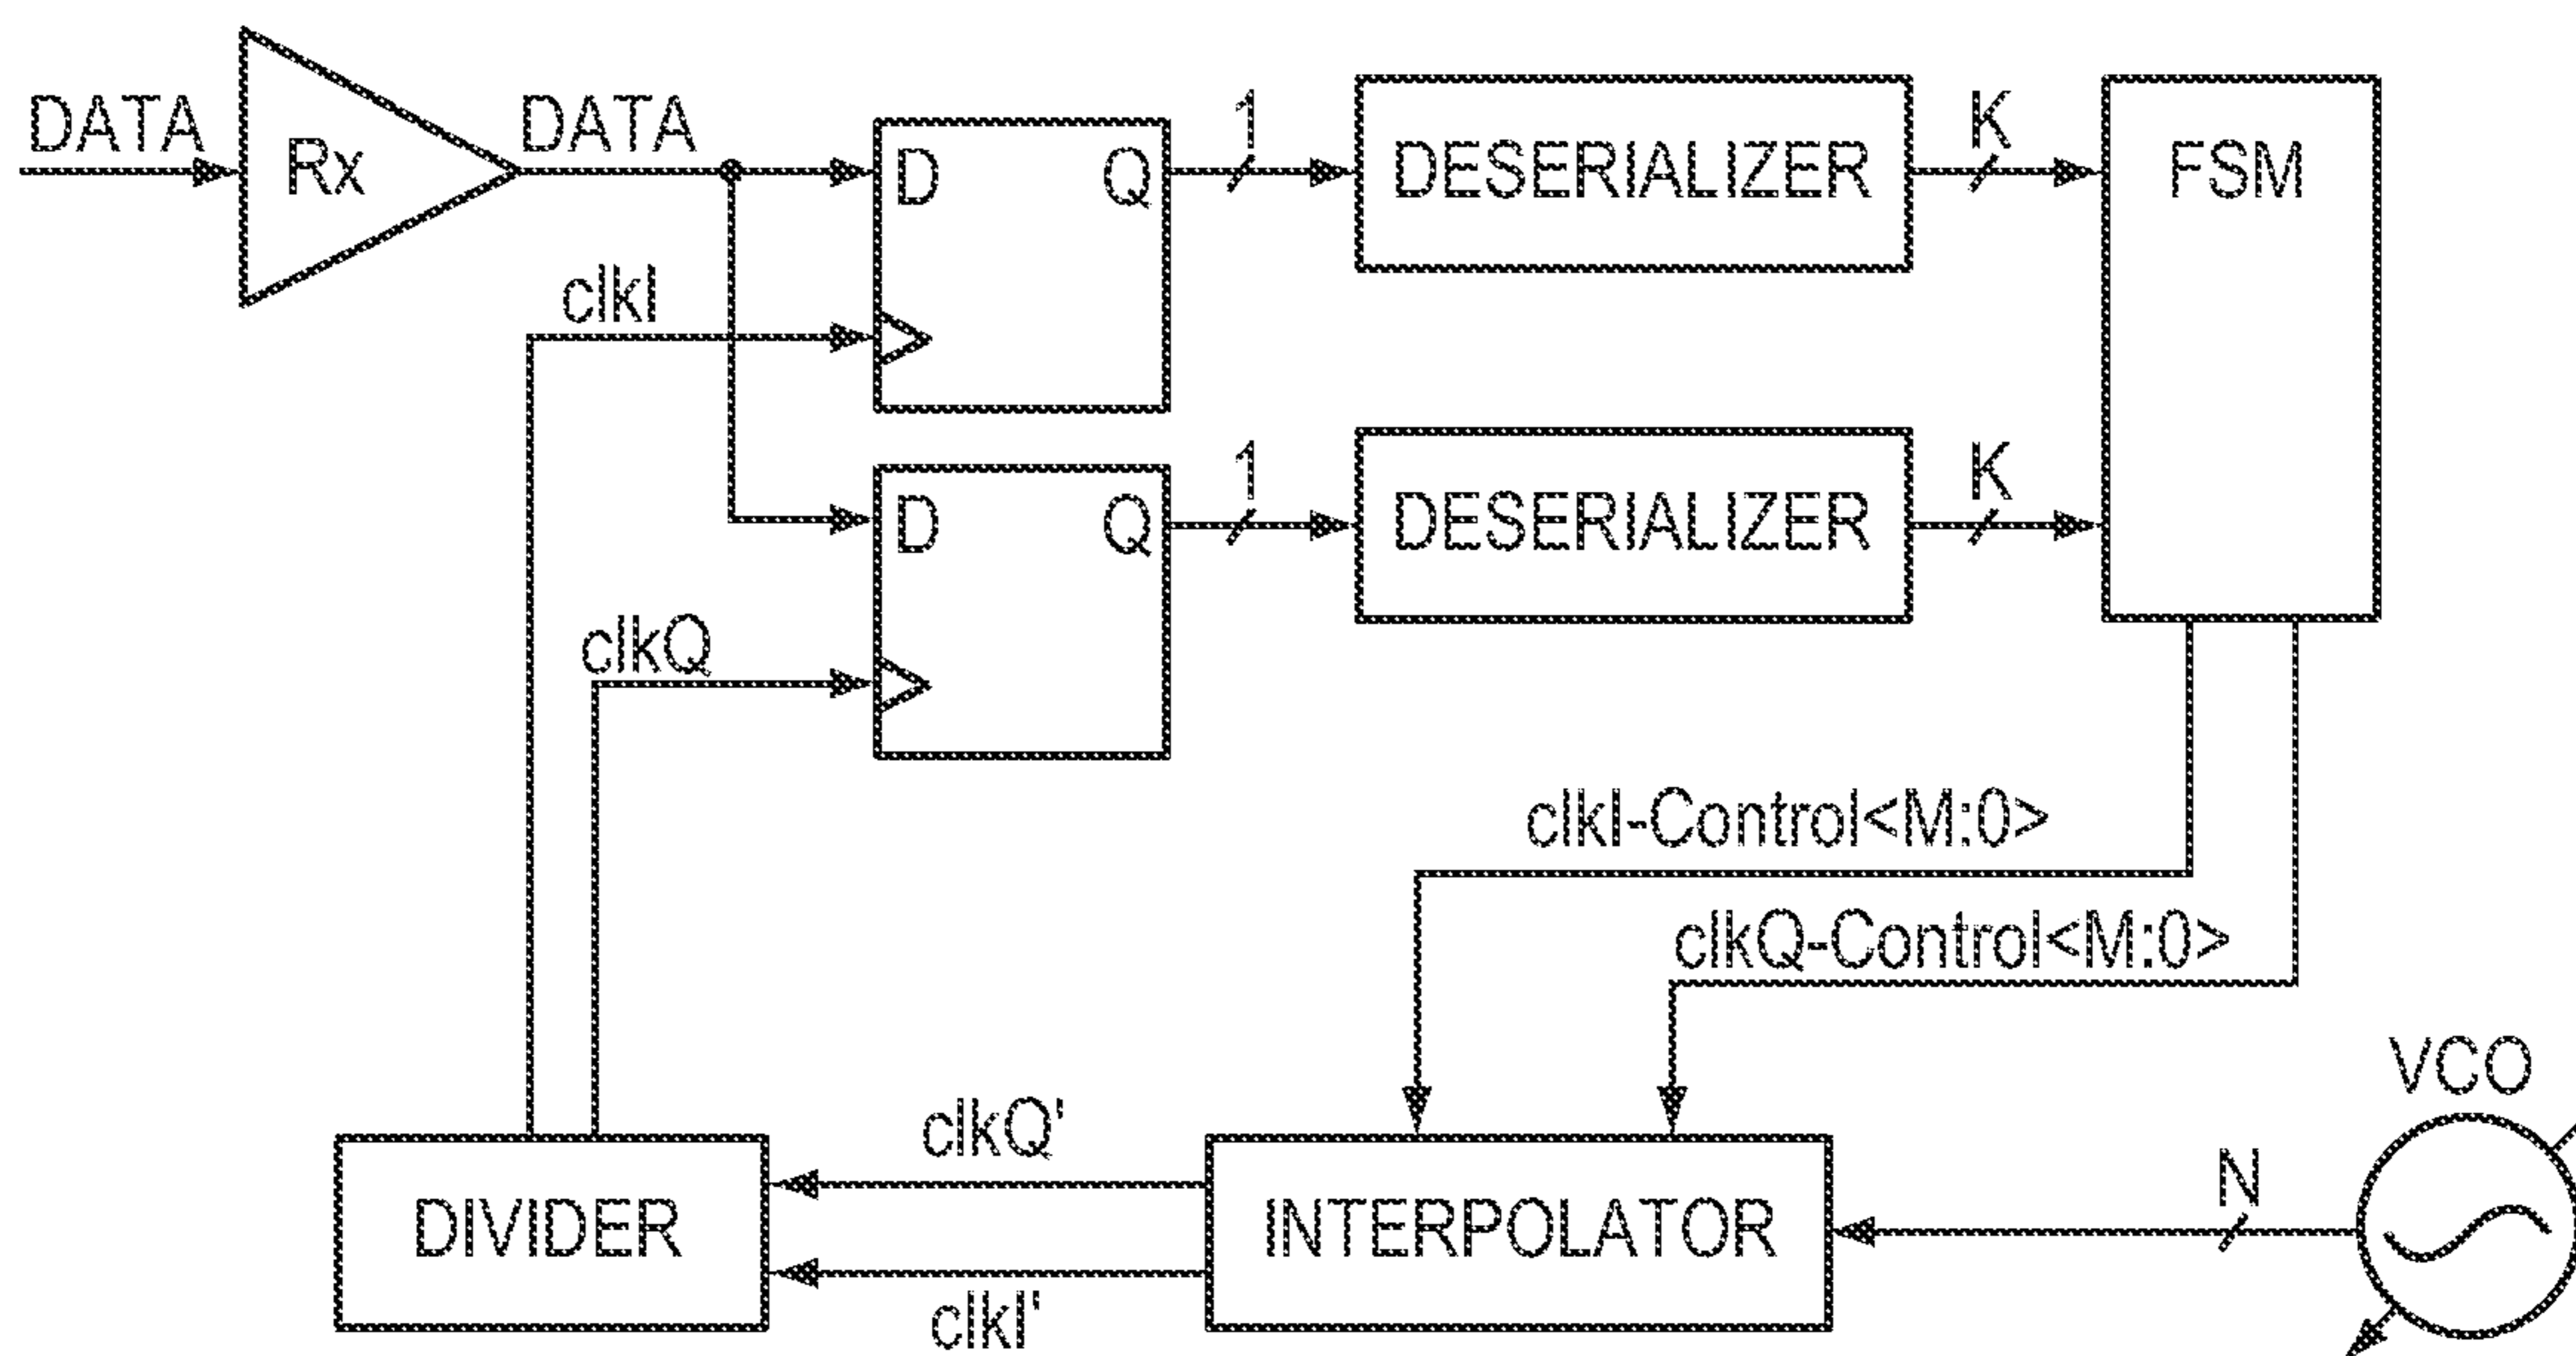 DATA
Rx
DATA
D
Q
1
DESERIALIZER
K
FSM
clkI
D
Q
1
DESERIALIZER
K
clkQ
clkI-Control<M:0>
clkQ-Control<M:0>
VCO
clkQ'
N
DIVIDER
INTERPOLATOR
clkI'